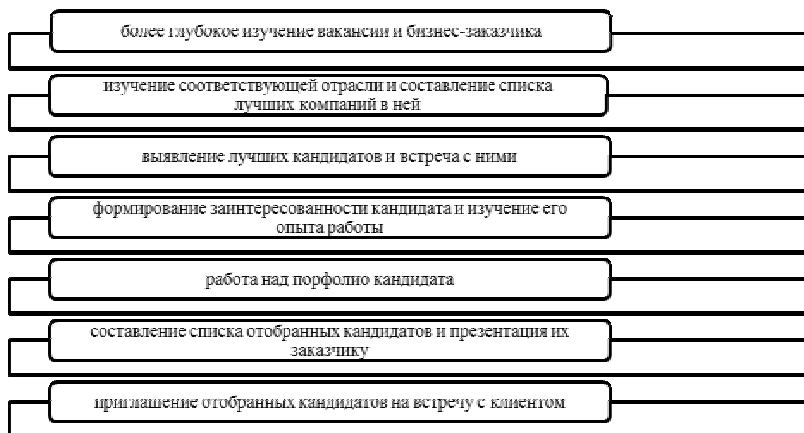 более глубокое изучение вакансии и бизнес-заказчика
изучение соответствующей отрасли и составление списка
лучших компаний в ней
выявление лучших кандидатов и встреча с ними
формирование заинтересованности кандидата и изучение его
опыта работы
работа над порфолио кандидата
составление списка отобранных кандидатов и презентация их
заказчику
приглашение отобранных кандидатов на встречу с клиентом